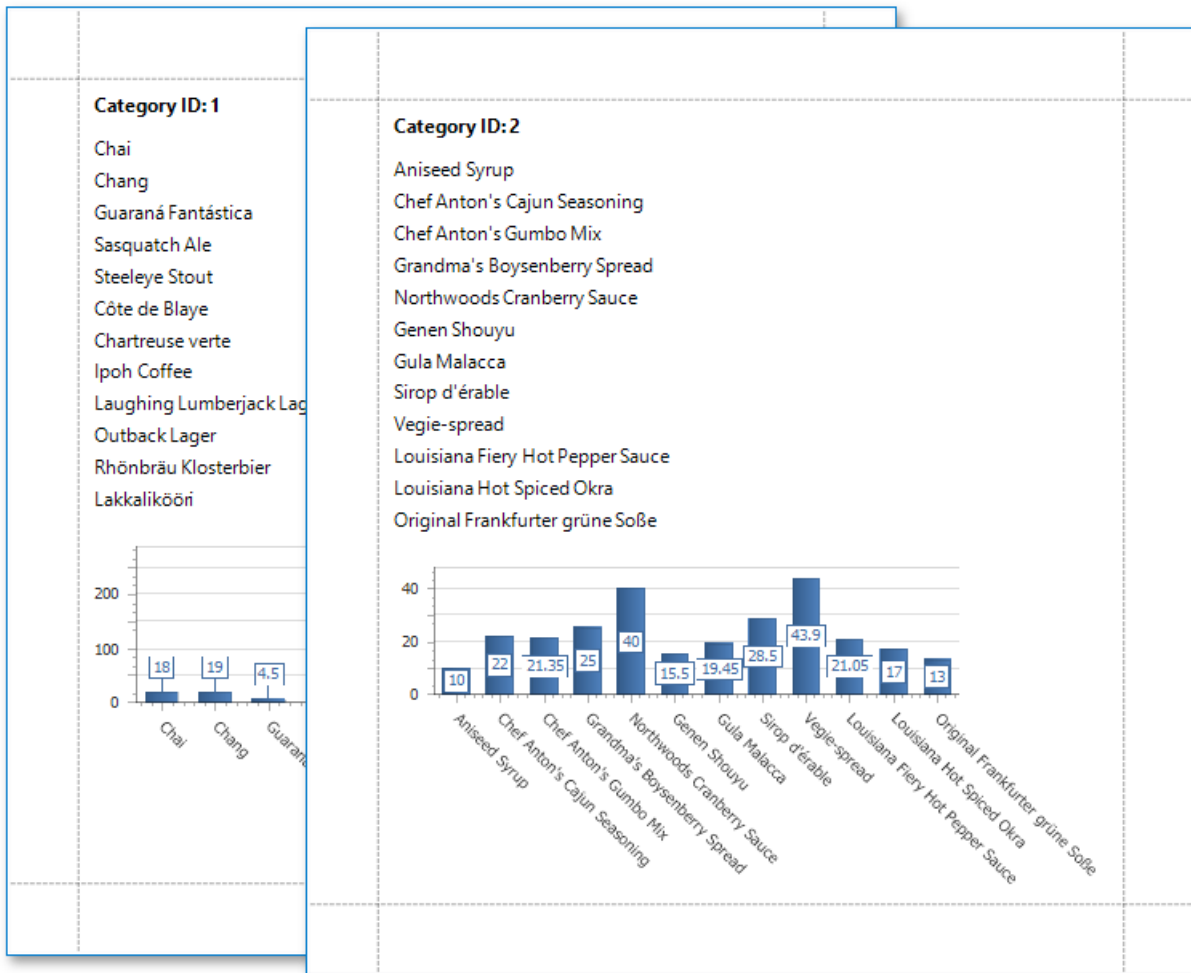 Category ID: 1
Chai
Chang
Guaraná Fantástica
Sasquatch Ale
Steeleye Stout
Côte de Blaye
Chartreuse verte
Ipoh Coffee
Laughing Lumberjack Lag
Outback Lager
Rhönbräu Klosterbier
Lakkalikööri
200
100
0
18
19
4.5
Chai
Chang
Guaraná
Category ID: 2
Aniseed Syrup
Chef Anton's Cajun Seasoning
Chef Anton's Gumbo Mix
Grandma's Boysenberry Spread
Northwoods Cranberry Sauce
Genen Shouyu
Gula Malacca
Sirop d'érable
Vegie-spread
Louisiana Fiery Hot Pepper Sauce
Louisiana Hot Spiced Okra
Original Frankfurter grüne Soße
40
20
0
10
22
21.35
25
40
15.5
19.45
28.5
43.9
21.05
17
13
Aniseed Syrup
Chef Anton's Cajun Seasoning
Chef Anton's Gumbo Mix
Grandma's Boysenberry Spread
Northwoods Cranberry Sauce
Genen Shouyu
Gula Malacca
Sirop d'érable
Vegie-spread
Louisiana Fiery Hot Pepper Sauce
Louisiana Hot Spiced Okra
Original Frankfurter grüne Soße